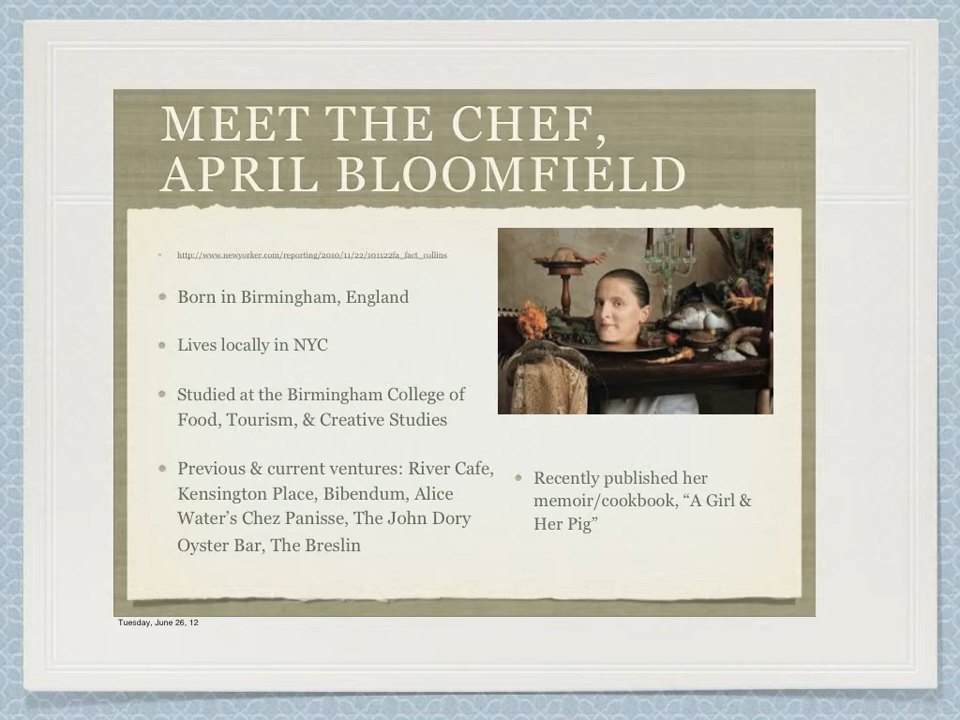 MEET THE CHEF,
APRIL BLOOMFIELD
http://www.newyorker.com/reporting/2010/11/22/101122fa_fact_collins
Born in Birmingham, England
Lives locally in NYC
Studied at the Birmingham College of
Food, Tourism, & Creative Studies
Previous & current ventures: River Cafe,
Kensington Place, Bibendum, Alice
Water's Chez Panisse, The John Dory
Oyster Bar, The Breslin
Recently published her
memoir/cookbook, “A Girl &
Her Pig”
Tuesday, June 26, 12